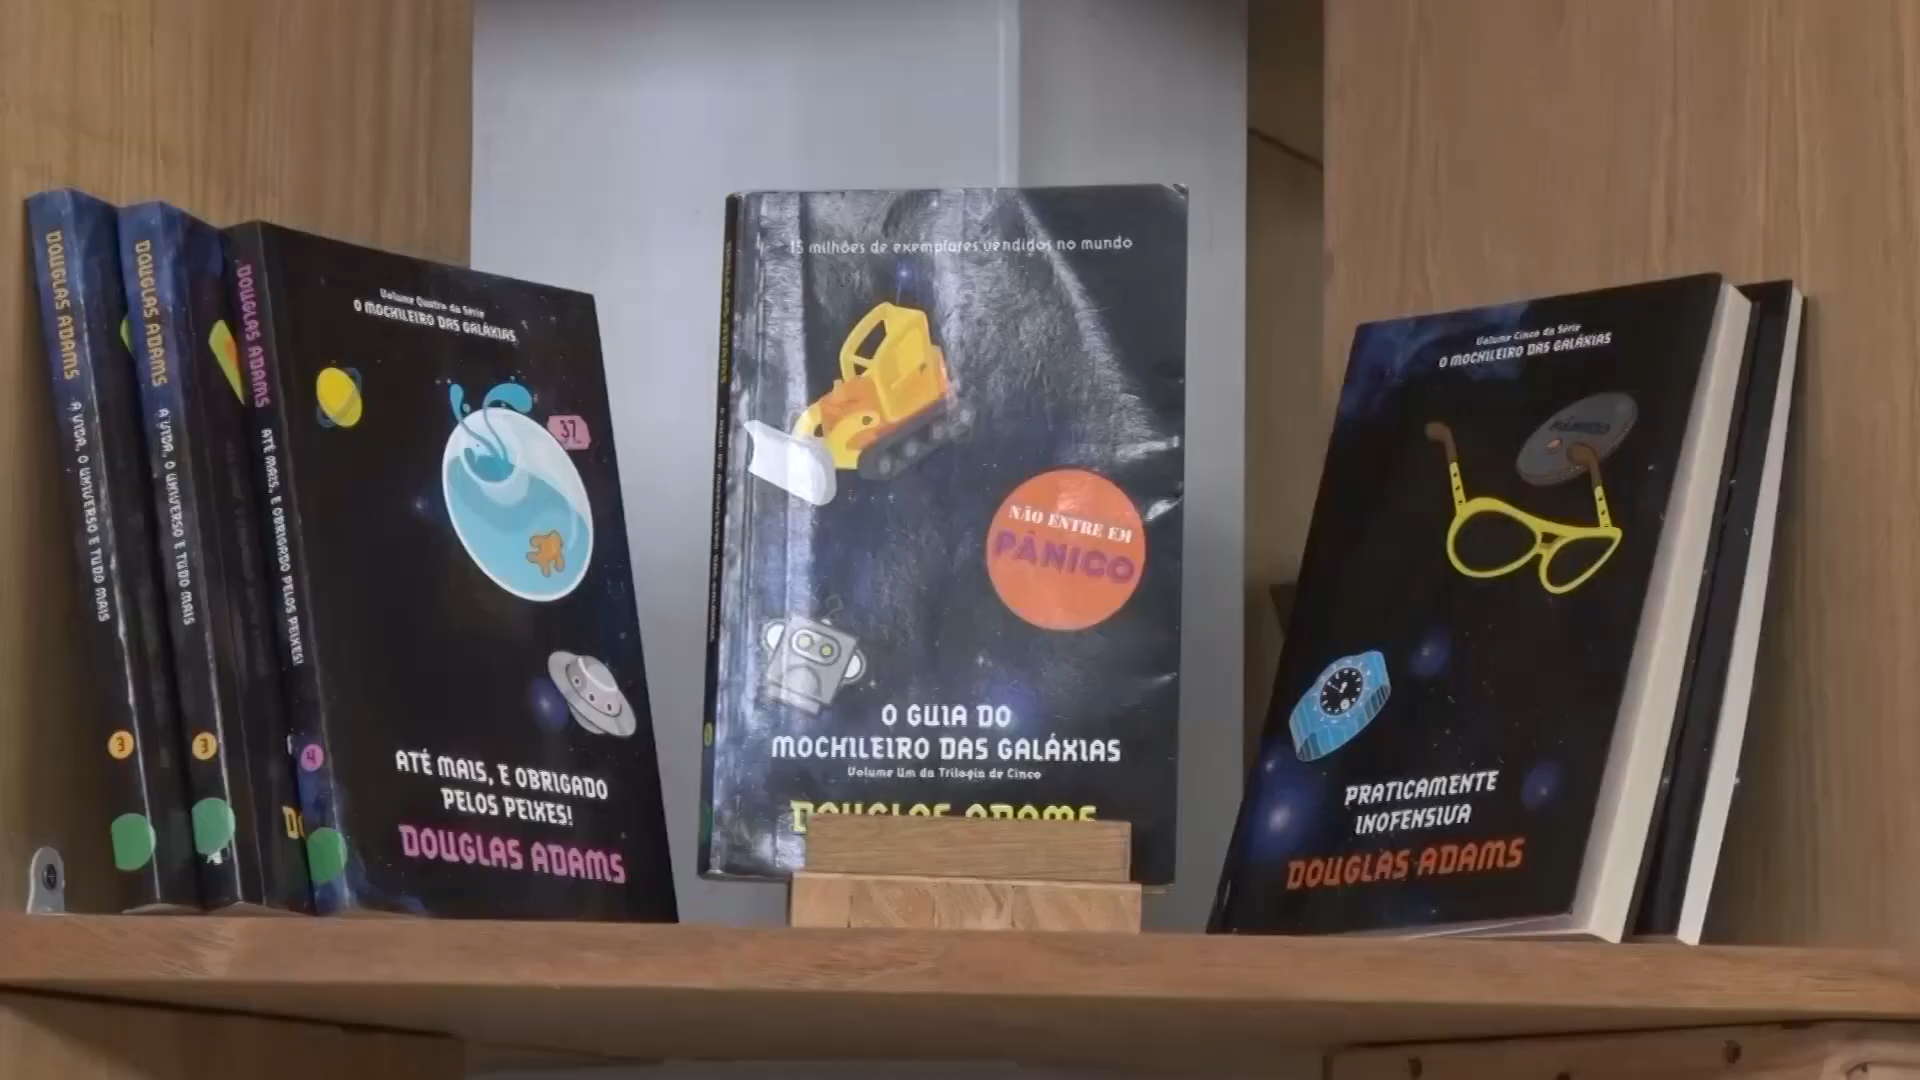 DOUGLAS ADAMS
A VIDA, O UNIVERSO E TUDO MAIS
3
DOUGLAS ADAMS
A VIDA, O UNIVERSO E TUDO MAIS
3
DOUGLAS ADAMS
ATÉ MAIS, E OBRIGADO PELOS PEIXES!
4
Volume Quatro da Série
O MOCHILEIRO DAS GALÁXIAS
37
ATÉ MAIS, E OBRIGADO
PELOS PEIXES!
DOUGLAS ADAMS
15 milhões de exemplares vendidos no mundo
NÃO ENTRE EM
PÂNICO
O GUIA DO
MOCHILEIRO DAS GALÁXIAS
Volume Um da Trilogia de Cinco
DOUGLAS ADAMS
Volume Cinco da Série
O MOCHILEIRO DAS GALÁXIAS
PÂNICO
PRATICAMENTE
INOFENSIVA
DOUGLAS ADAMS